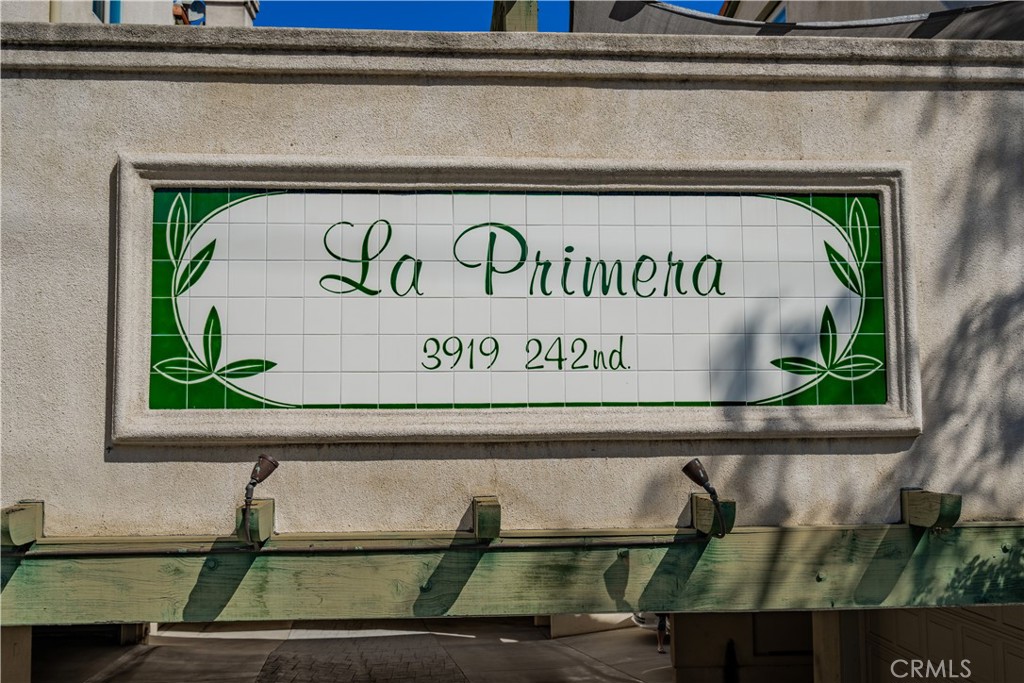 La Primera
3919 242nd.
CRMLS